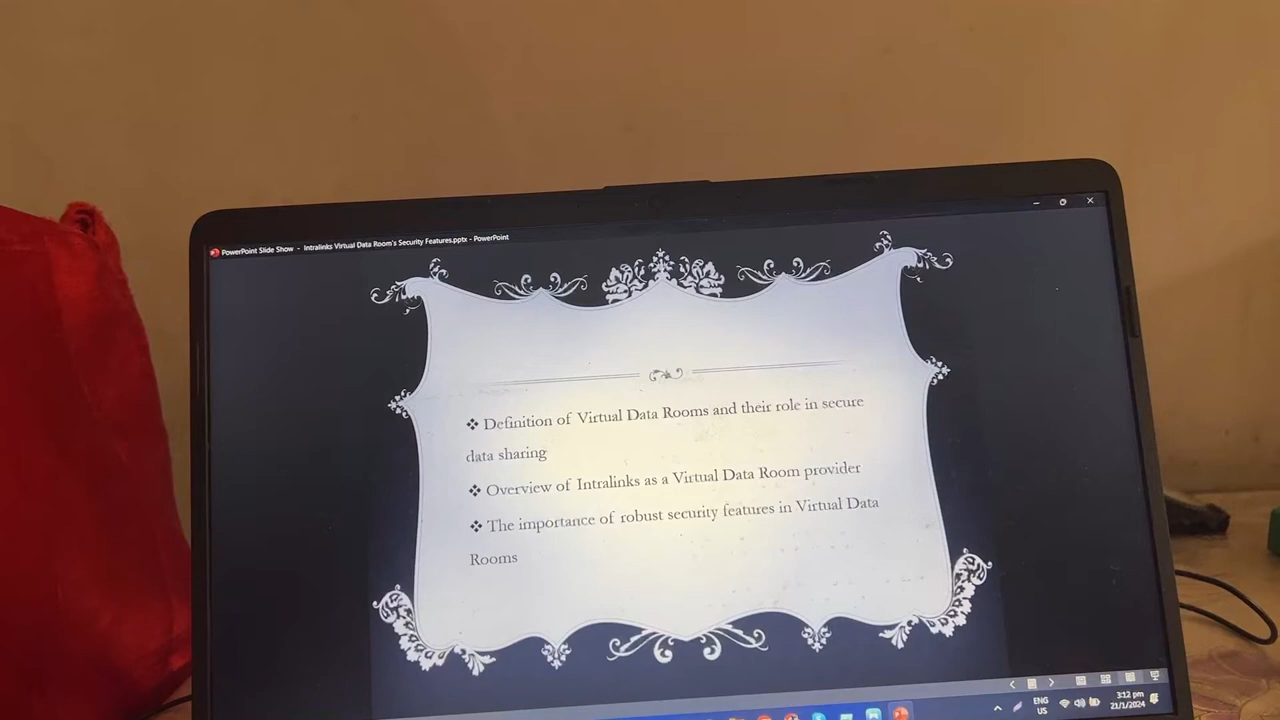 PowerPoint Slide Show - Intralinks Virtual Data Room's Security Features.pptx - PowerPoint
❖ Definition of Virtual Data Rooms and their role in secure
data sharing
❖ Overview of Intralinks as a Virtual Data Room provider
❖ The importance of robust security features in Virtual Data
Rooms
ENG
US
3:12 pm
21/1/2024